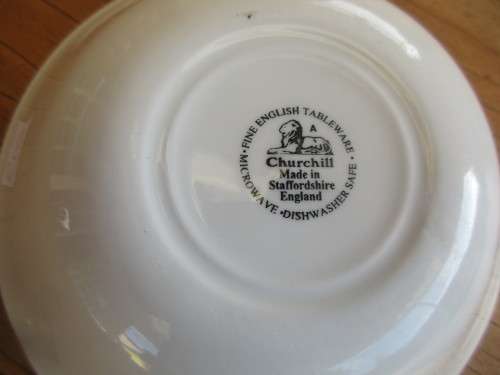 • FINE ENGLISH TABLEWARE •
A
Churchill
Made in
Staffordshire
England
• MICROWAVE • DISHWASHER SAFE